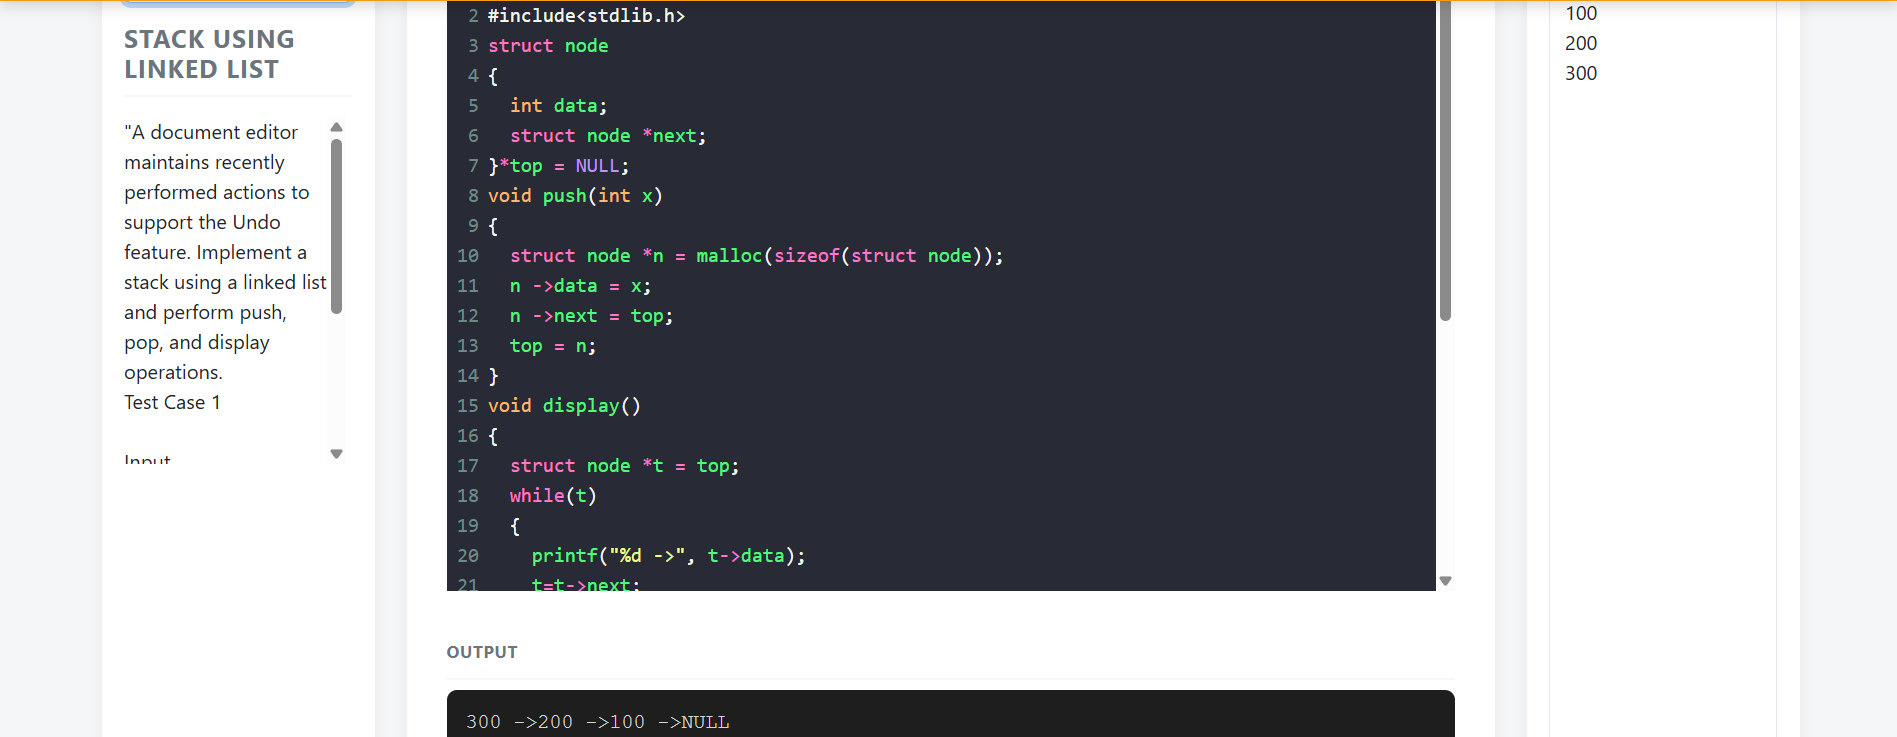 STACK USING
LINKED LIST
"A document editor
maintains recently
performed actions to
support the Undo
feature. Implement a
stack using a linked list
and perform push,
pop, and display
operations.
Test Case 1
Input
2 #include<stdlib.h>
3 struct node
4 {
5   int data;
6   struct node *next;
7 }*top = NULL;
8 void push(int x)
9 {
10   struct node *n = malloc(sizeof(struct node));
11   n ->data = x;
12   n ->next = top;
13   top = n;
14 }
15 void display()
16 {
17   struct node *t = top;
18   while(t)
19   {
20     printf("%d ->", t->data);
21     t=t->next;
OUTPUT
300 ->200 ->100 ->NULL
100
200
300